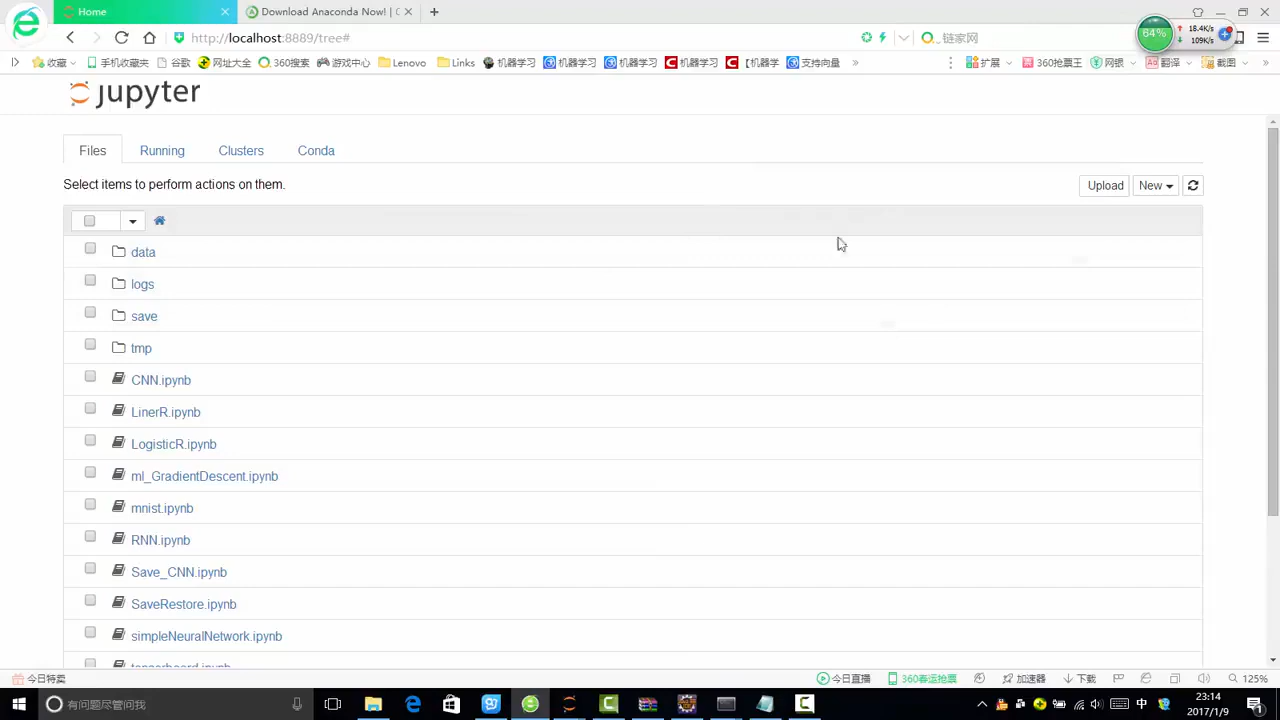 Home
Download Anaconda Now! | C
http://localhost:8889/tree#
链家网
64%
18.4K/s
109K/s
收藏
手机收藏夹
谷歌
网址大全
360搜索
游戏中心
Lenovo
Links
机器学习
机器学习
机器学习
机器学习
【机器学
支持向量
扩展
360抢票王
网银
翻译
截图
jupyter
Files
Running
Clusters
Conda
Select items to perform actions on them.
Upload
New
data
logs
save
tmp
CNN.ipynb
LinerR.ipynb
LogisticR.ipynb
ml_GradientDescent.ipynb
mnist.ipynb
RNN.ipynb
Save_CNN.ipynb
SaveRestore.ipynb
simpleNeuralNetwork.ipynb
今日特卖
今日直播
360春运抢票
加速器
下载
125%
有问题尽管问我
中
23:14
2017/1/9